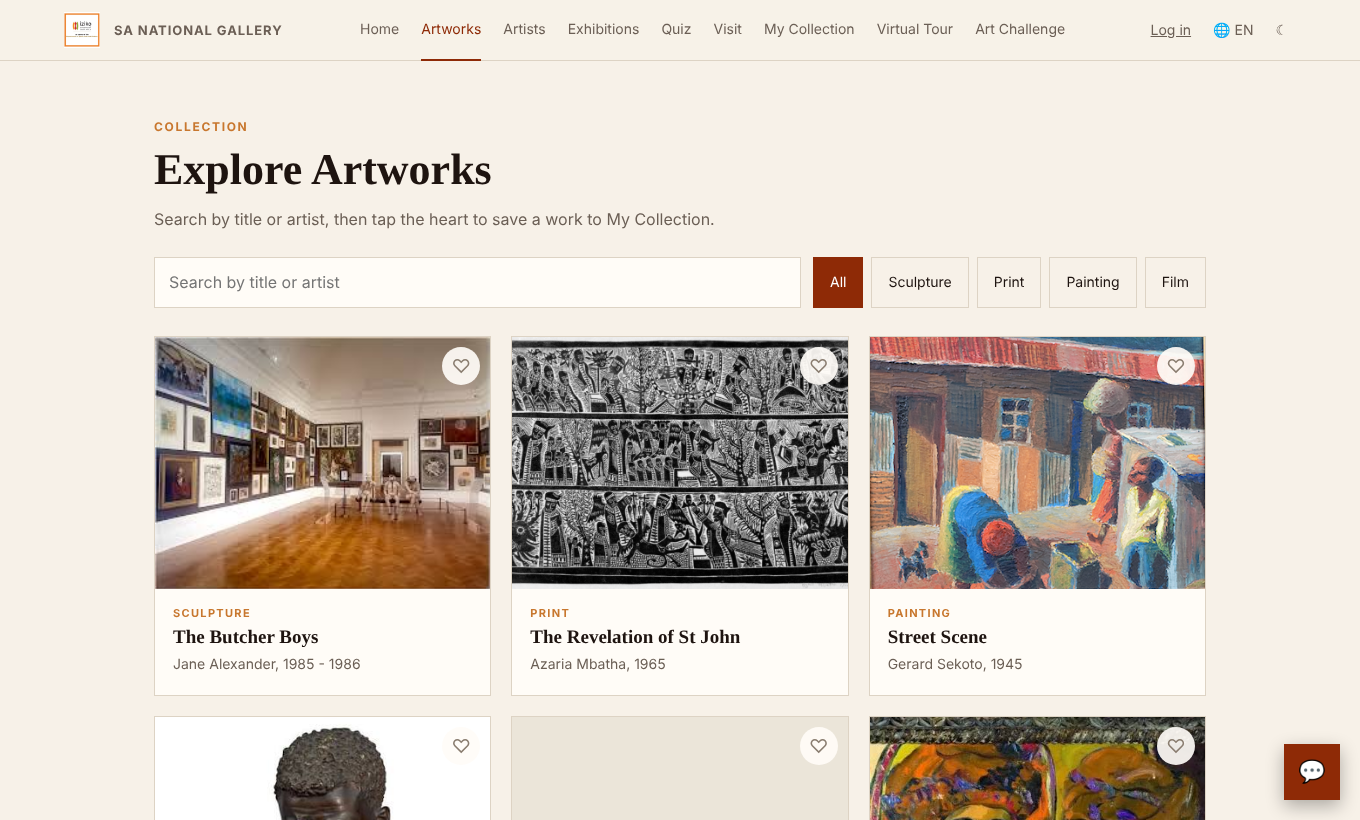 SA NATIONAL GALLERY
Home Artworks Artists Exhibitions Quiz Visit My Collection Virtual Tour Art Challenge
Log in EN
COLLECTION
Explore Artworks
Search by title or artist, then tap the heart to save a work to My Collection.
Search by title or artist
All Sculpture Print Painting Film
SCULPTURE
The Butcher Boys
Jane Alexander, 1985 - 1986
PRINT
The Revelation of St John
Azaria Mbatha, 1965
PAINTING
Street Scene
Gerard Sekoto, 1945